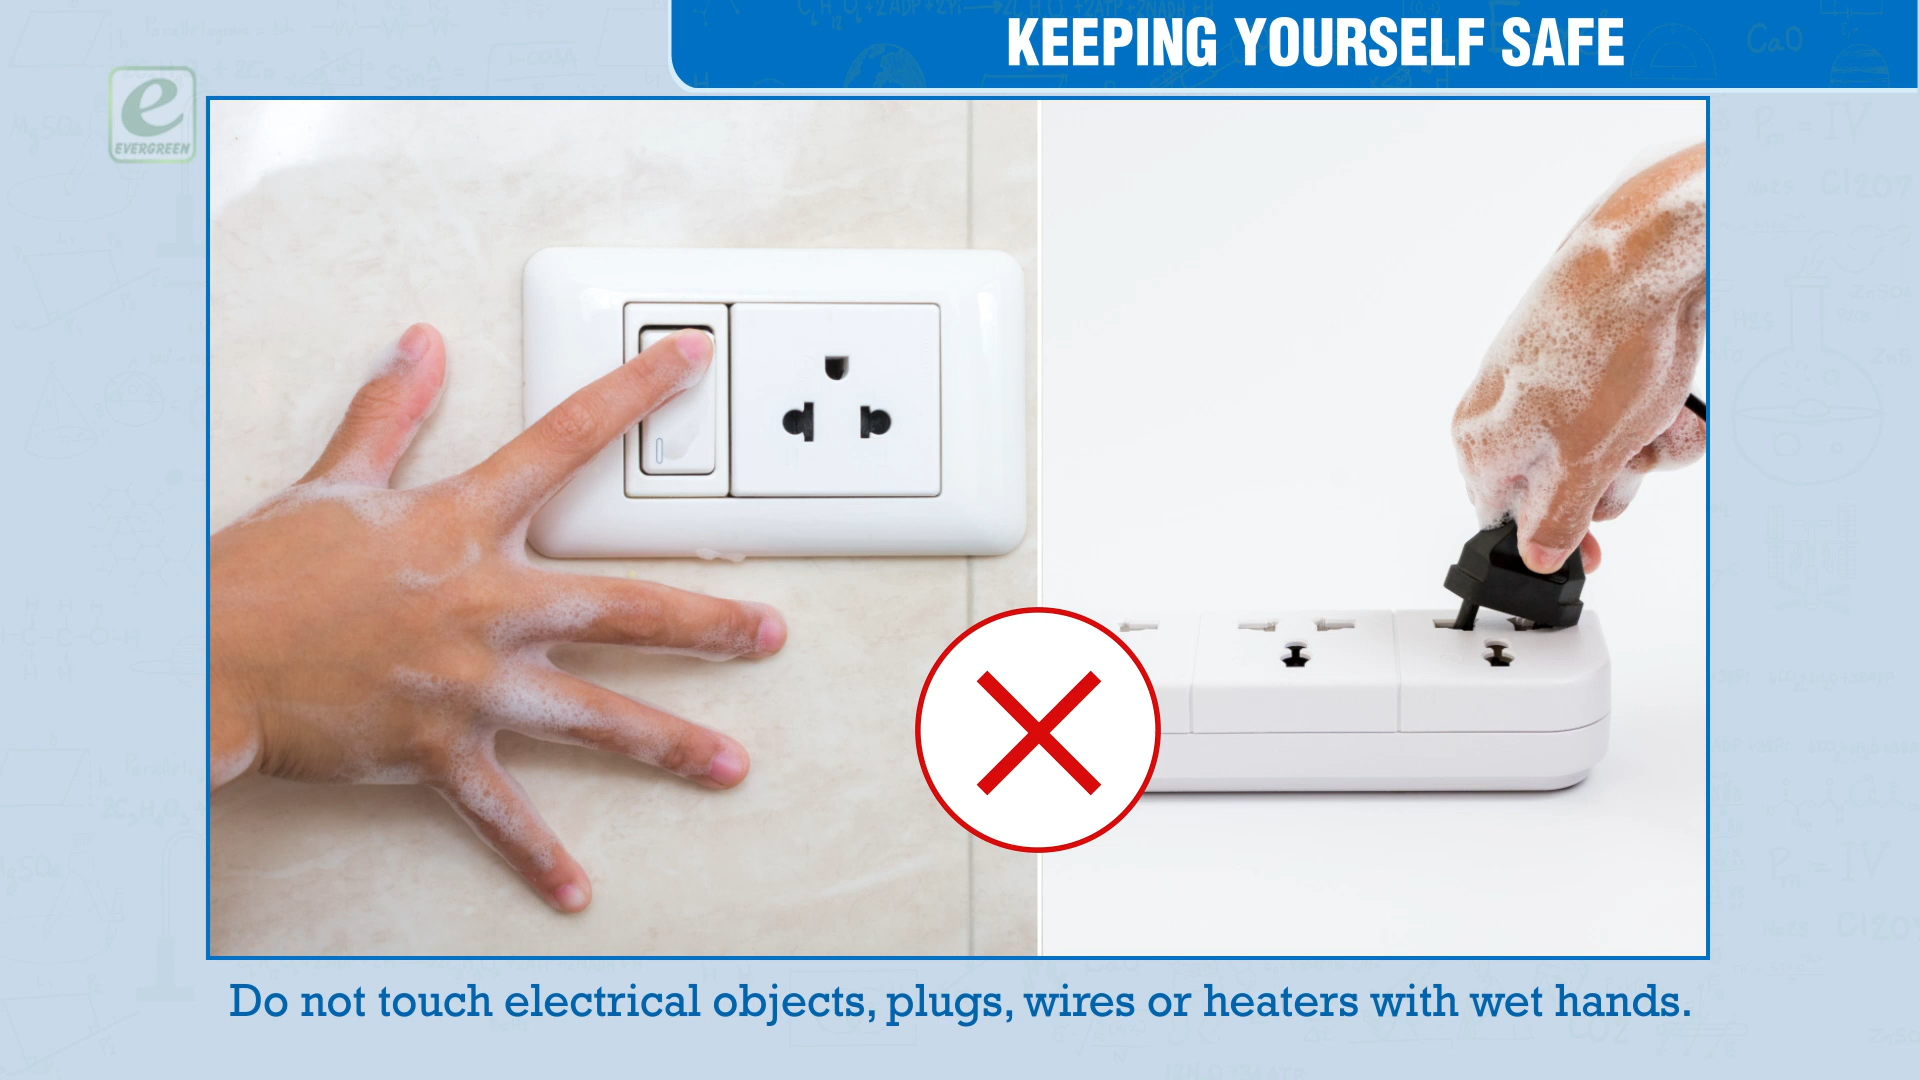 KEEPING YOURSELF SAFE
e
EVERGREEN
Do not touch electrical objects, plugs, wires or heaters with wet hands.